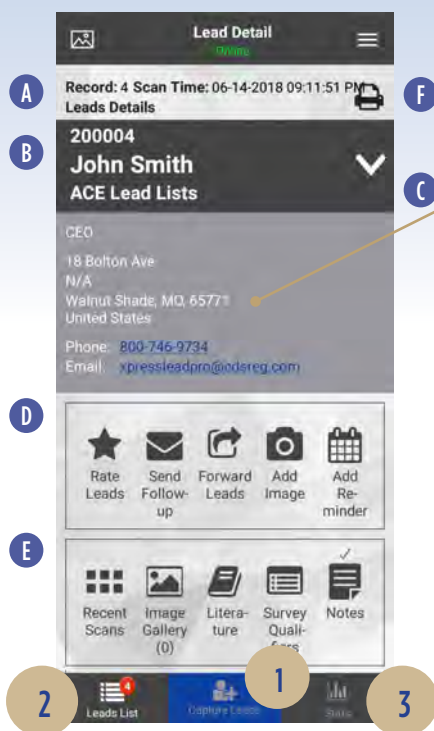 Lead Detail
Online
A
Record: 4 Scan Time: 06-14-2018 09:11:51 PM
F
Leads Details
B
200004
John Smith
ACE Lead Lists
C
CEO
18 Bolton Ave
N/A
Walnut Shade, MO, 65771
United States
Phone: 800-746-9734
Email: xpressleadpro@cdsreg.com
D
Rate
Leads
Send
Follow-
up
Forward
Leads
Add
Image
Add
Re-
minder
E
Recent
Scans
Image
Gallery
(0)
Litera-
ture
Survey
Quali-
fiers
Notes
2
4
Leads List
1
Capture Leads
3
Stats